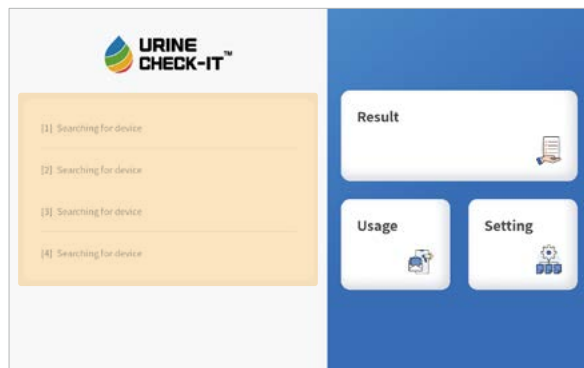 URINE
CHECK-IT™
[1] Searching for device
[2] Searching for device
[3] Searching for device
[4] Searching for device
Result
Usage
Setting